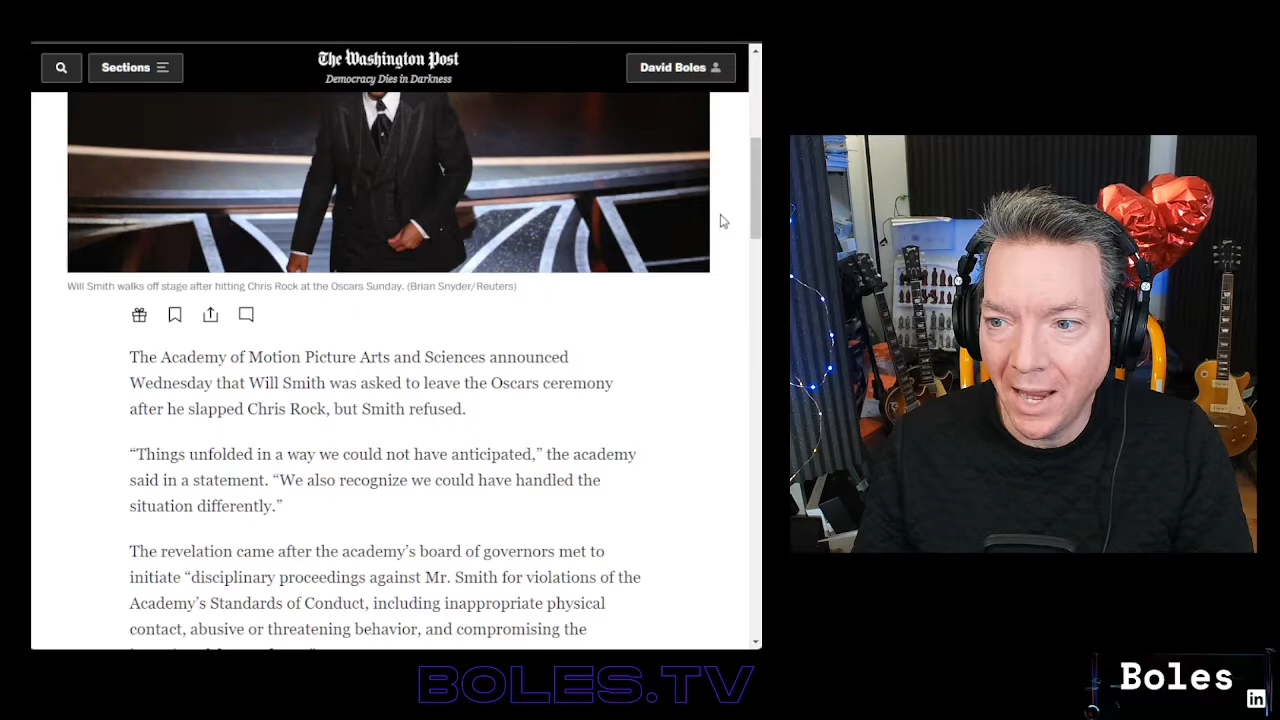 Sections
The Washington Post
Democracy Dies in Darkness
David Boles
Will Smith walks off stage after hitting Chris Rock at the Oscars Sunday. (Brian Snyder/Reuters)
The Academy of Motion Picture Arts and Sciences announced
Wednesday that Will Smith was asked to leave the Oscars ceremony
after he slapped Chris Rock, but Smith refused.
“Things unfolded in a way we could not have anticipated,” the academy
said in a statement. “We also recognize we could have handled the
situation differently.”
The revelation came after the academy’s board of governors met to
initiate “disciplinary proceedings against Mr. Smith for violations of the
Academy’s Standards of Conduct, including inappropriate physical
contact, abusive or threatening behavior, and compromising the
BOLES.TV
Boles
in